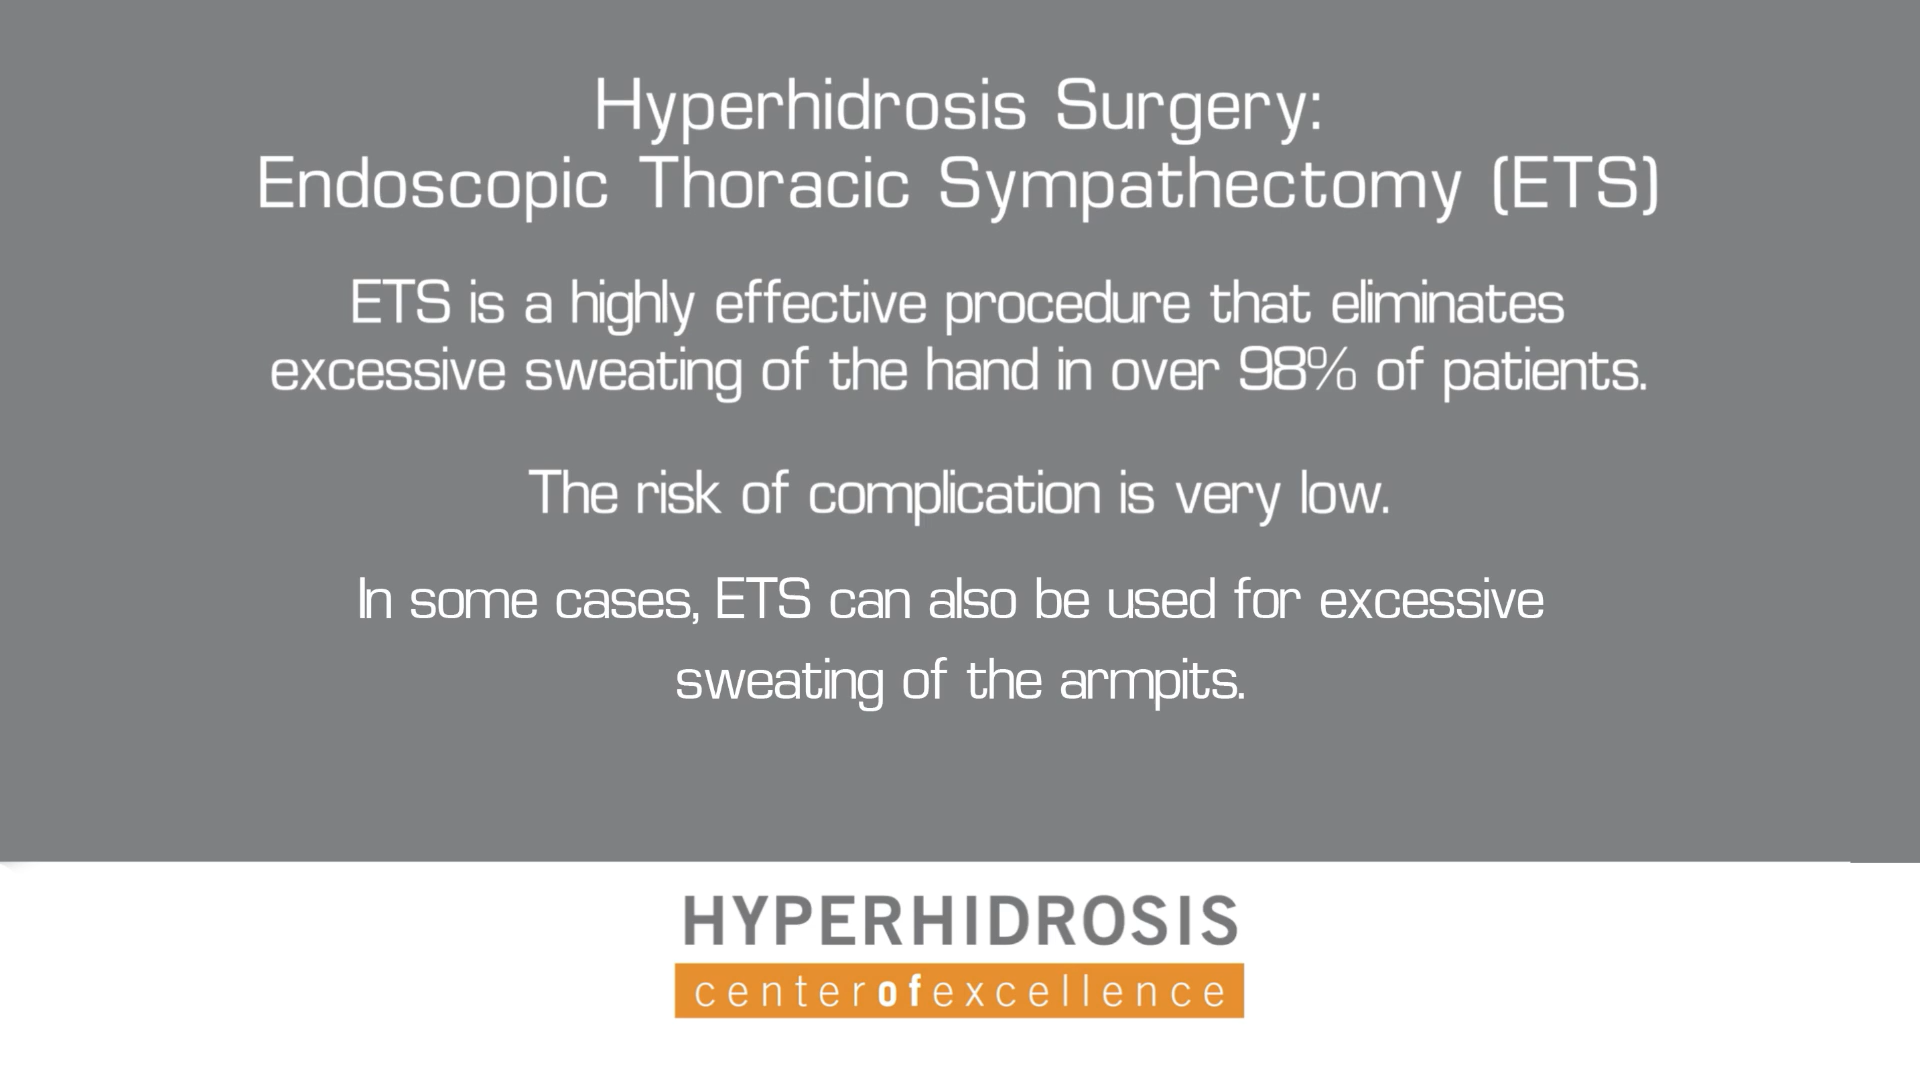 Hyperhidrosis Surgery:
Endoscopic Thoracic Sympathectomy (ETS)
ETS is a highly effective procedure that eliminates
excessive sweating of the hand in over 98% of patients.
The risk of complication is very low.
In some cases, ETS can also be used for excessive
sweating of the armpits.
HYPERHIDROSIS
centerofexcellence